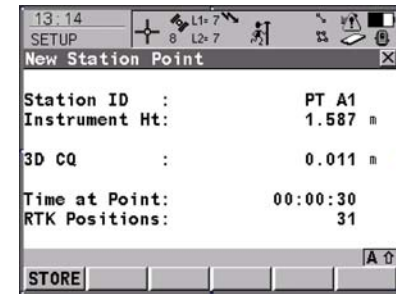 13:14
SETUP
8
L1= 7
L2= 7
New Station Point
Station ID : PT A1
Instrument Ht: 1.587 m
3D CQ : 0.011 m
Time at Point: 00:00:30
RTK Positions: 31
A
STORE